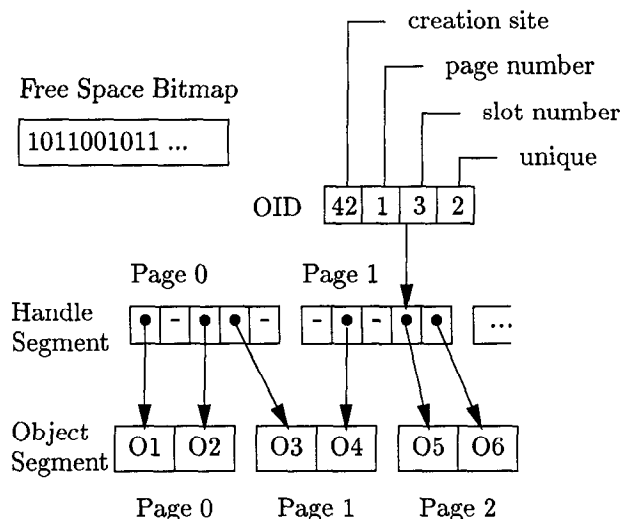 creation site
page number
Free Space Bitmap
slot number
1011001011 ...
unique
OID 42 1 3 2
Page 0 Page 1
Handle Segment
- - - - ...
Object Segment
O1 O2 O3 O4 O5 O6
Page 0 Page 1 Page 2